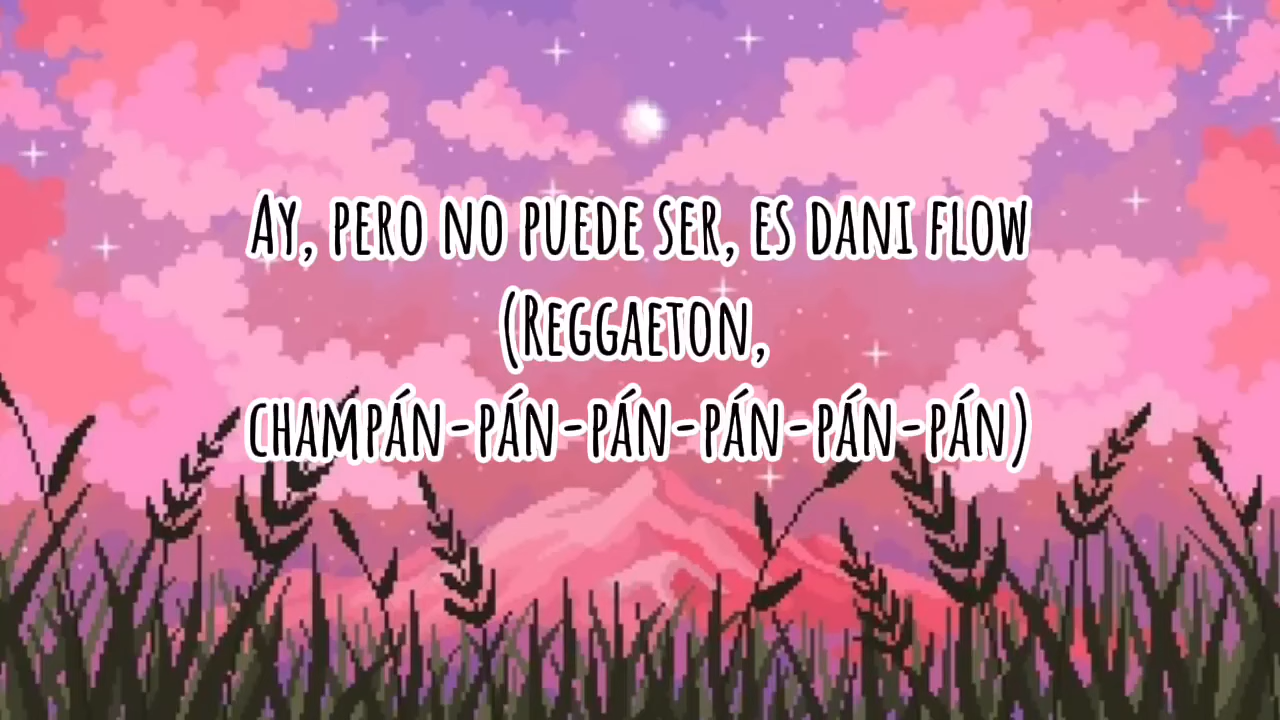 Ay, pero no puede ser, es dani flow
(Reggaeton,
champán-pán-pán-pán-pán-pán)